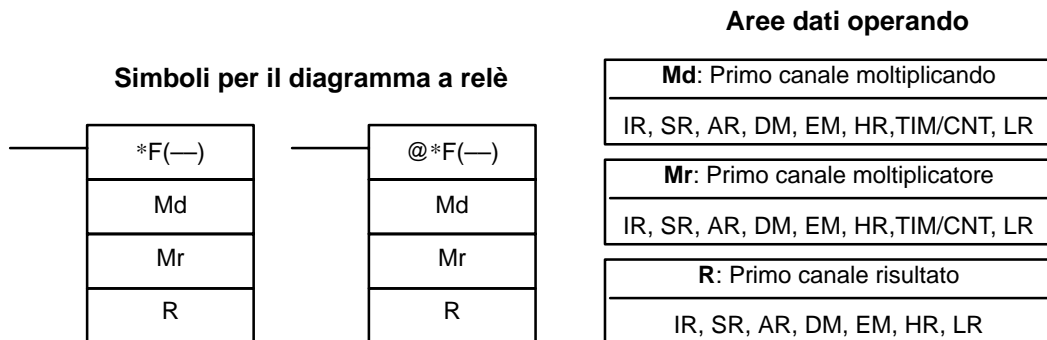 Aree dati operando
Simboli per il diagramma a relè
*F(––)
Md
Mr
R
@*F(––)
Md
Mr
R
Md: Primo canale moltiplicando
IR, SR, AR, DM, EM, HR,TIM/CNT, LR
Mr: Primo canale moltiplicatore
IR, SR, AR, DM, EM, HR,TIM/CNT, LR
R: Primo canale risultato
IR, SR, AR, DM, EM, HR, LR